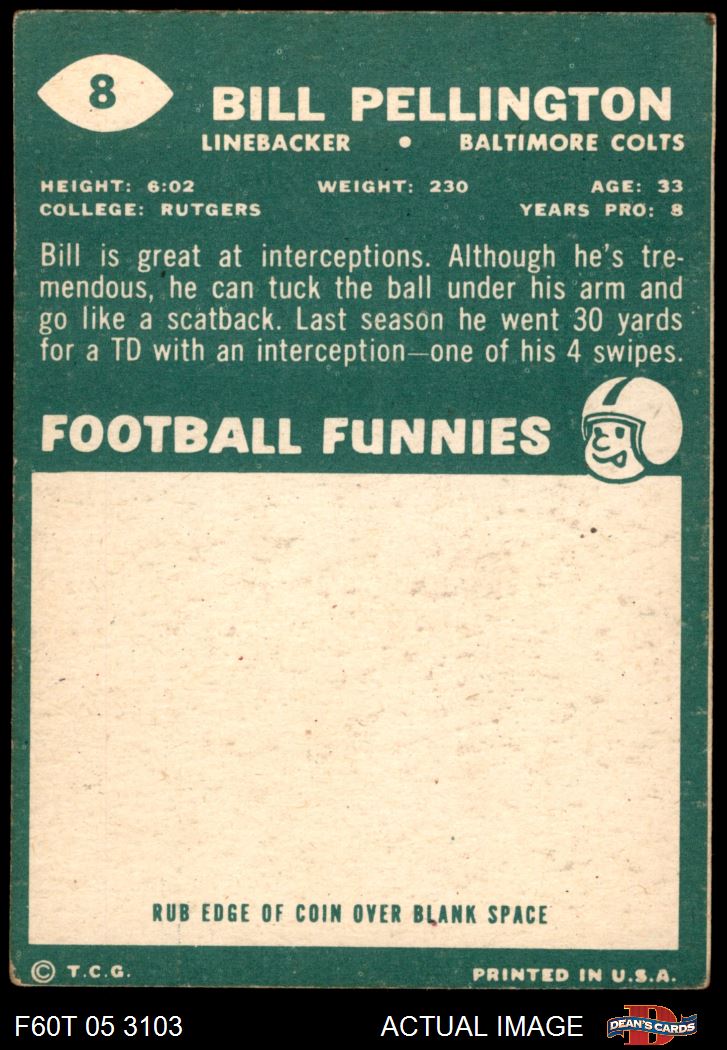 8
BILL PELLINGTON
LINEBACKER • BALTIMORE COLTS
HEIGHT: 6:02 WEIGHT: 230 AGE: 33
COLLEGE: RUTGERS YEARS PRO: 8
Bill is great at interceptions. Although he's tre-
mendous, he can tuck the ball under his arm and
go like a scatback. Last season he went 30 yards
for a TD with an interception—one of his 4 swipes.
FOOTBALL FUNNIES
RUB EDGE OF COIN OVER BLANK SPACE
© T.C.G. PRINTED IN U.S.A.
F60T 05 3103 ACTUAL IMAGE D DEAN'S CARDS